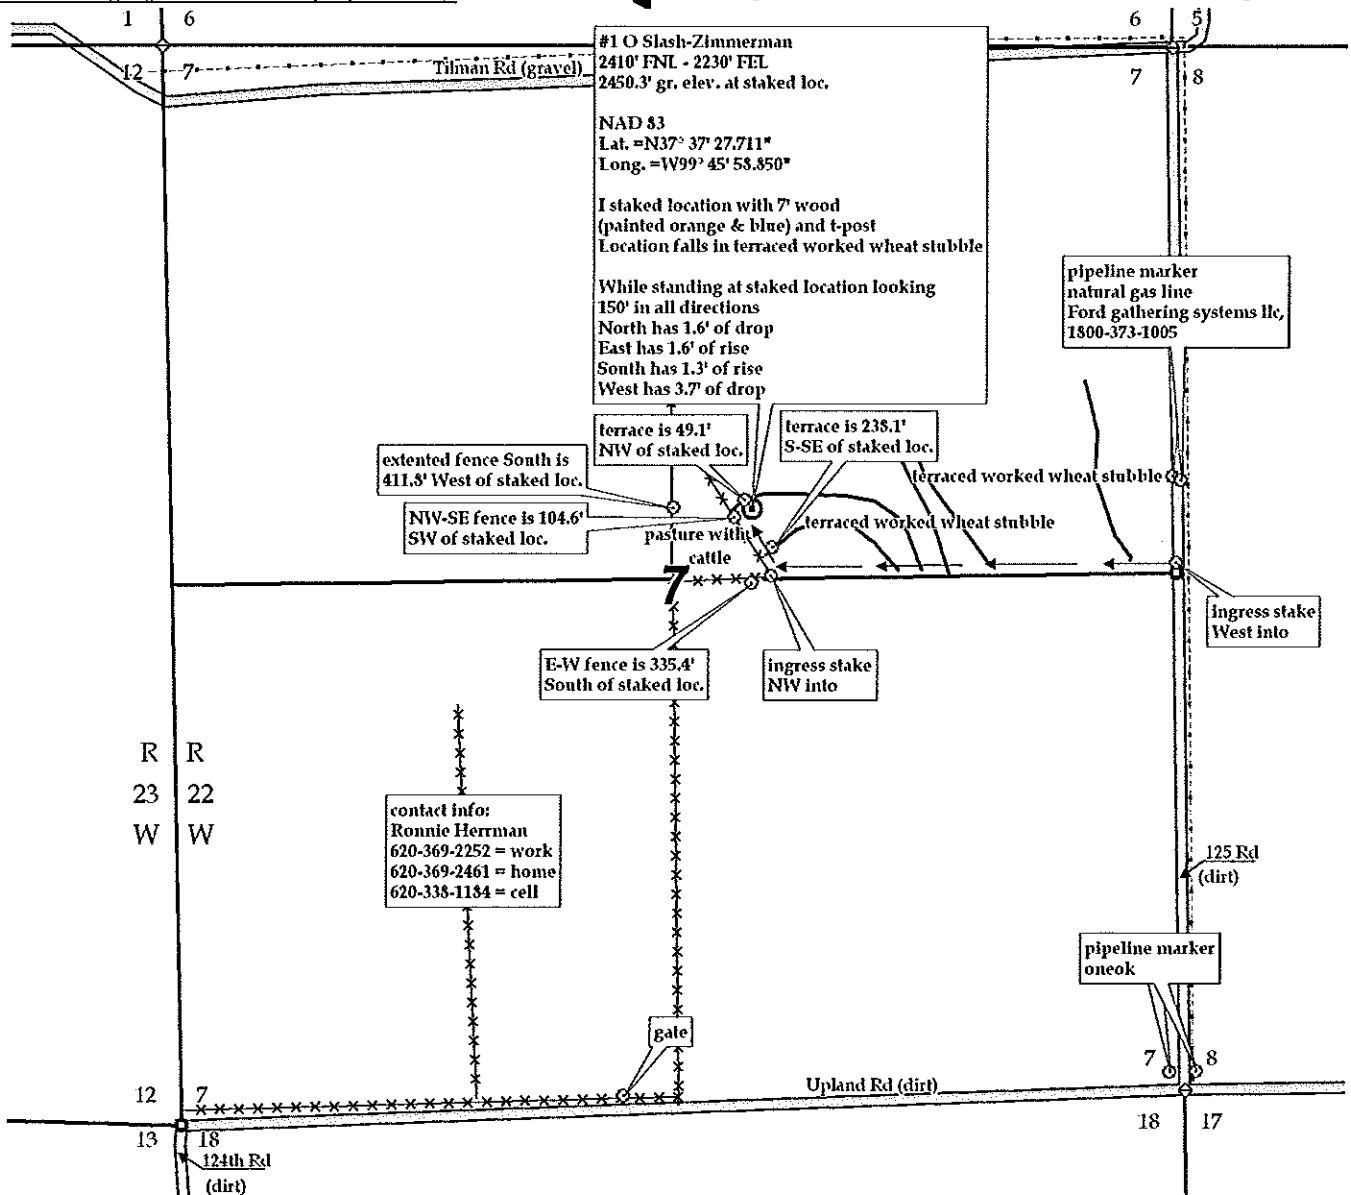 1 6
6 5
#1 O Slash-Zimmerman
2410' FNL - 2230' FEL
2450.3' gr. elev. at staked loc.
NAD 83
Lat. =N37° 37' 27.711"
Long. =W99° 45' 58.850"
I staked location with 7' wood
(painted orange & blue) and t-post
Location falls in terraced worked wheat stubble
While standing at staked location looking
150' in all directions
North has 1.6' of drop
East has 1.6' of rise
South has 1.3' of rise
West has 3.7' of drop
12 7
Tilman Rd (gravel)
7 8
pipeline marker
natural gas line
Ford gathering systems llc,
1800-373-1005
terrace is 49.1'
NW of staked loc.
terrace is 238.1'
S-SE of staked loc.
extented fence South is
411.8' West of staked loc.
NW-SE fence is 104.6'
SW of staked loc.
terraced worked wheat stubble
terraced worked wheat stubble
pasture with
cattle
7
ingress stake
West into
E-W fence is 335.4'
South of staked loc.
ingress stake
NW into
R R
23 22
W W
contact info:
Ronnie Herrman
620-369-2252 = work
620-369-2461 = home
620-338-1184 = cell
125 Rd
(dirt)
pipeline marker
oneok
gate
7 8
Upland Rd (dirt)
12 7
13 18
18 17
124th Rd
(dirt)